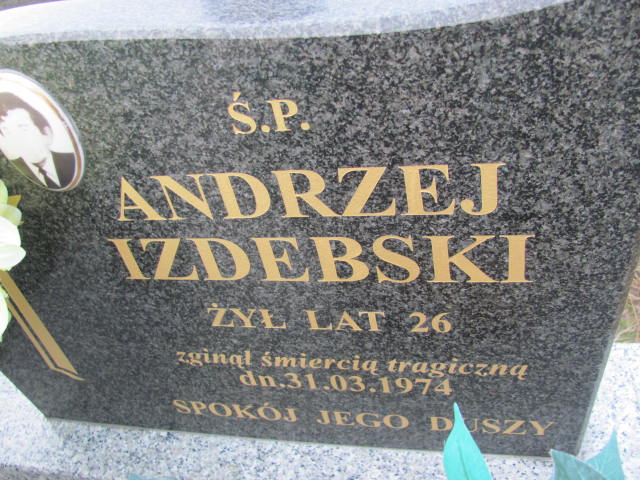 Ś.P.
ANDRZEJ
IZDEBSKI
ŻYŁ LAT 26
zginął śmiercią tragiczną
dn.31.03.1974
SPOKÓJ JEGO DUSZY